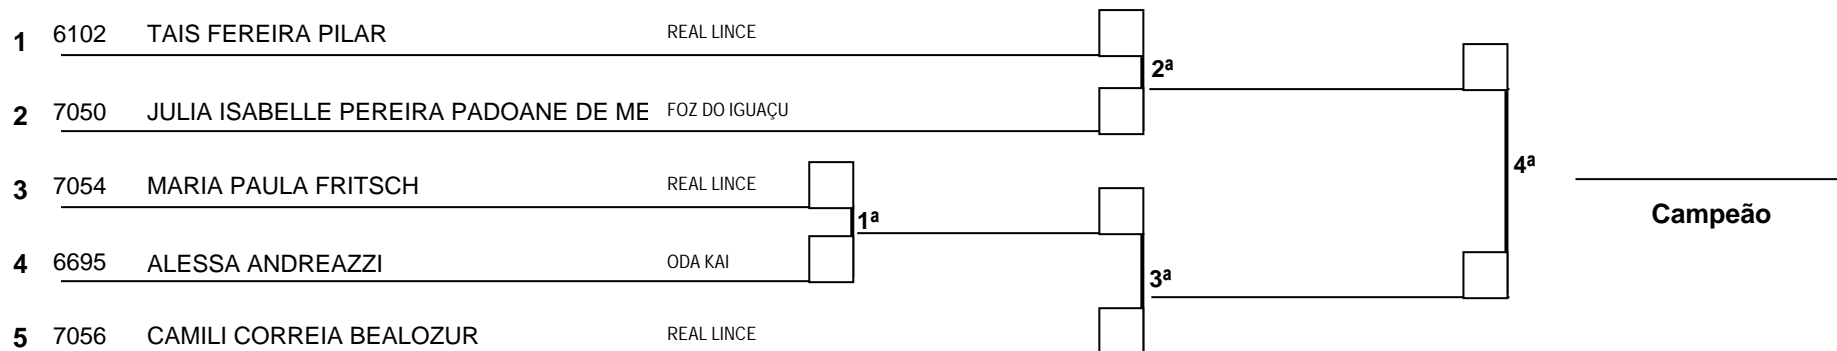 1 6102 TAIS FEREIRA PILAR REAL LINCE
2ª
2 7050 JULIA ISABELLE PEREIRA PADOANE DE ME FOZ DO IGUAÇU
3 7054 MARIA PAULA FRITSCH REAL LINCE
4ª
1ª
Campeão
4 6695 ALESSA ANDREAZZI ODA KAI
3ª
5 7056 CAMILI CORREIA BEALOZUR REAL LINCE